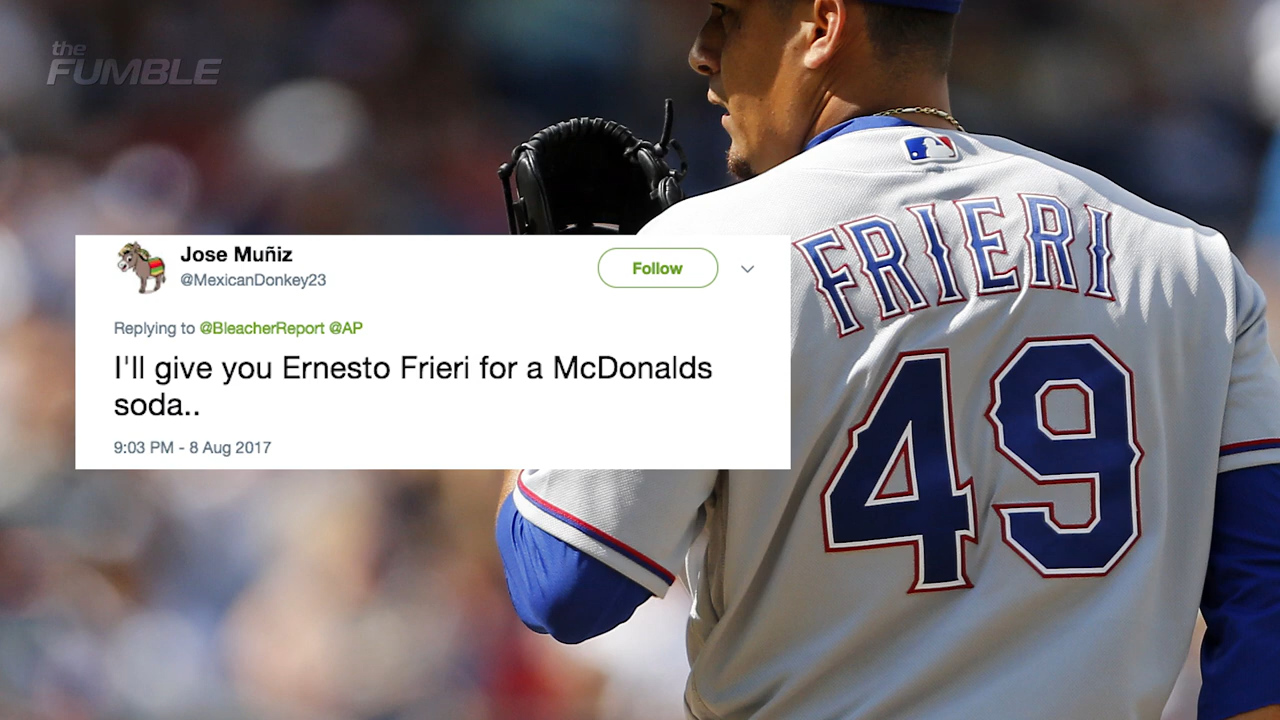 the
FUMBLE
FRIERI
49
Jose Muñiz
@MexicanDonkey23
Follow
Replying to @BleacherReport @AP
I'll give you Ernesto Frieri for a McDonalds
soda..
9:03 PM - 8 Aug 2017